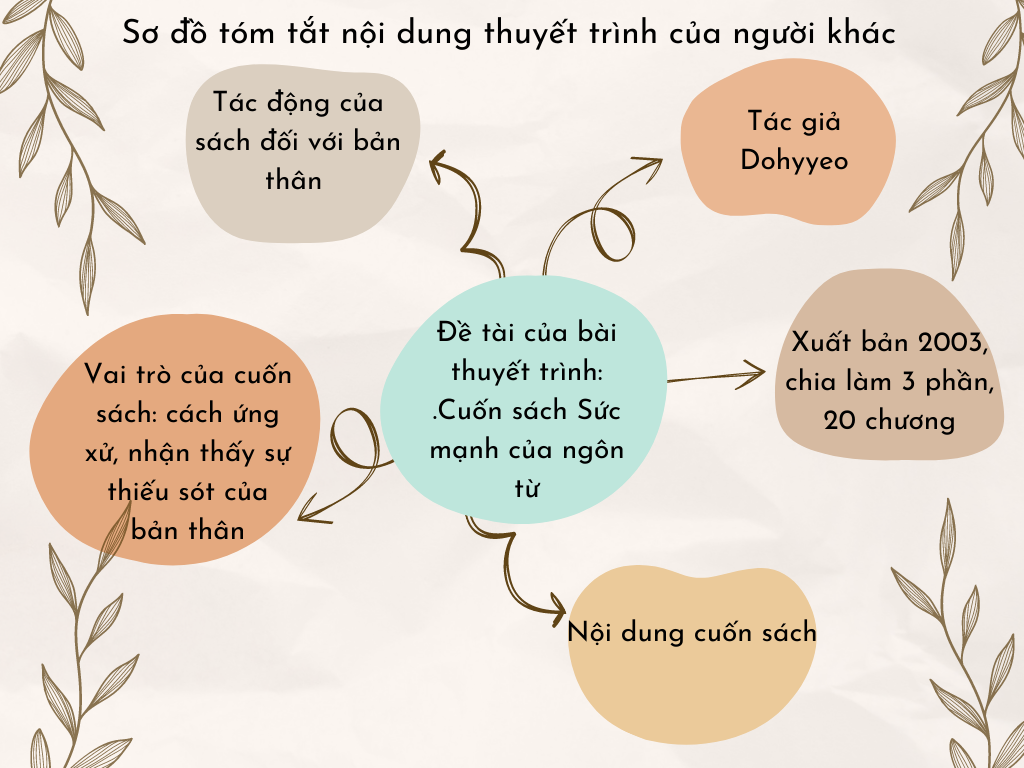 Sơ đồ tóm tắt nội dung thuyết trình của người khác
Tác động của
sách đối với bản
thân
Tác giả
Dohyyeo
Xuất bản 2003,
chia làm 3 phần,
20 chương
Đề tài của bài
thuyết trình:
.Cuốn sách Sức
mạnh của ngôn
từ
Vai trò của cuốn
sách: cách ứng
xử, nhận thấy sự
thiếu sót của
bản thân
Nội dung cuốn sách